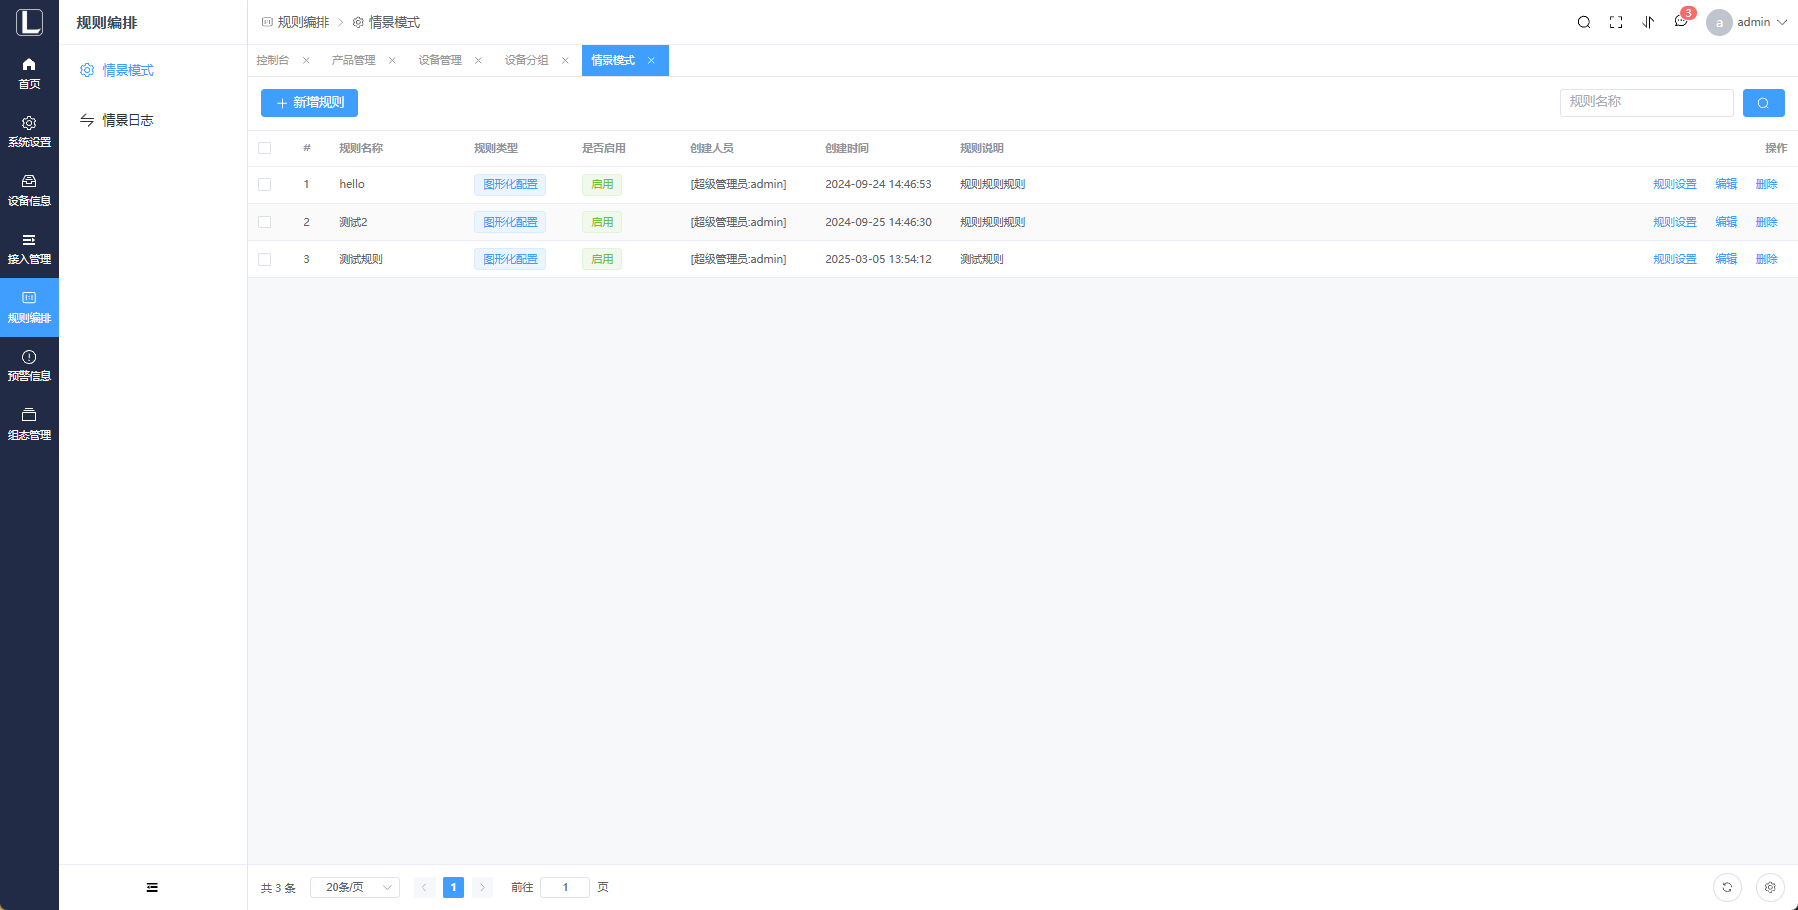 规则编排
规则编排 情景模式
3
a admin
首页
系统设置
设备信息
接入管理
规则编排
预警信息
组态管理
情景模式
情景日志
控制台 产品管理 设备管理 设备分组 情景模式
新增规则
规则名称
# 规则名称 规则类型 是否启用 创建人员 创建时间 规则说明 操作
1 hello 图形化配置 启用 [超级管理员:admin] 2024-09-24 14:46:53 规则规则规则 规则设置 编辑 删除
2 测试2 图形化配置 启用 [超级管理员:admin] 2024-09-25 14:46:30 规则规则规则 规则设置 编辑 删除
3 测试规则 图形化配置 启用 [超级管理员:admin] 2025-03-05 13:54:12 测试规则 规则设置 编辑 删除
共 3 条 20条/页 1 前往 1 页